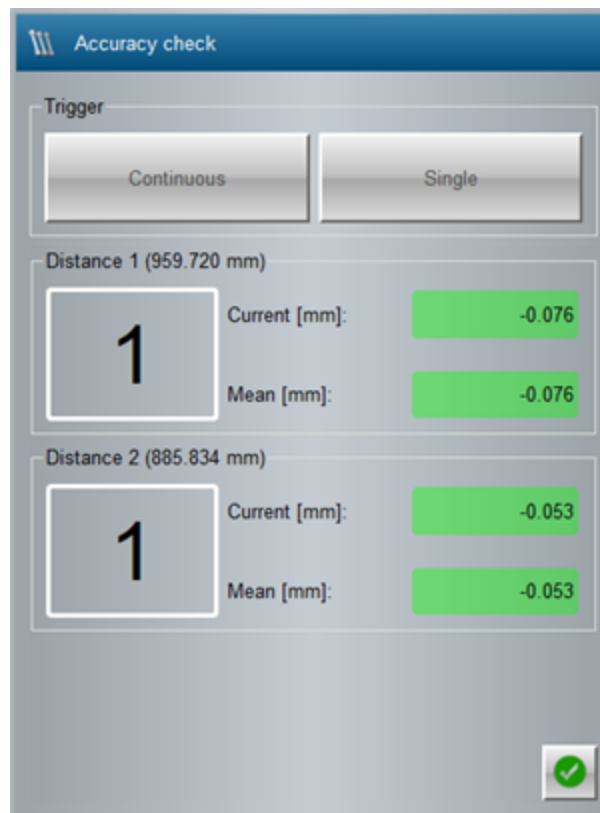 Accuracy check
Trigger
Continuous Single
Distance 1 (959.720 mm)
1
Current [mm]: -0.076
Mean [mm]: -0.076
Distance 2 (885.834 mm)
1
Current [mm]: -0.053
Mean [mm]: -0.053